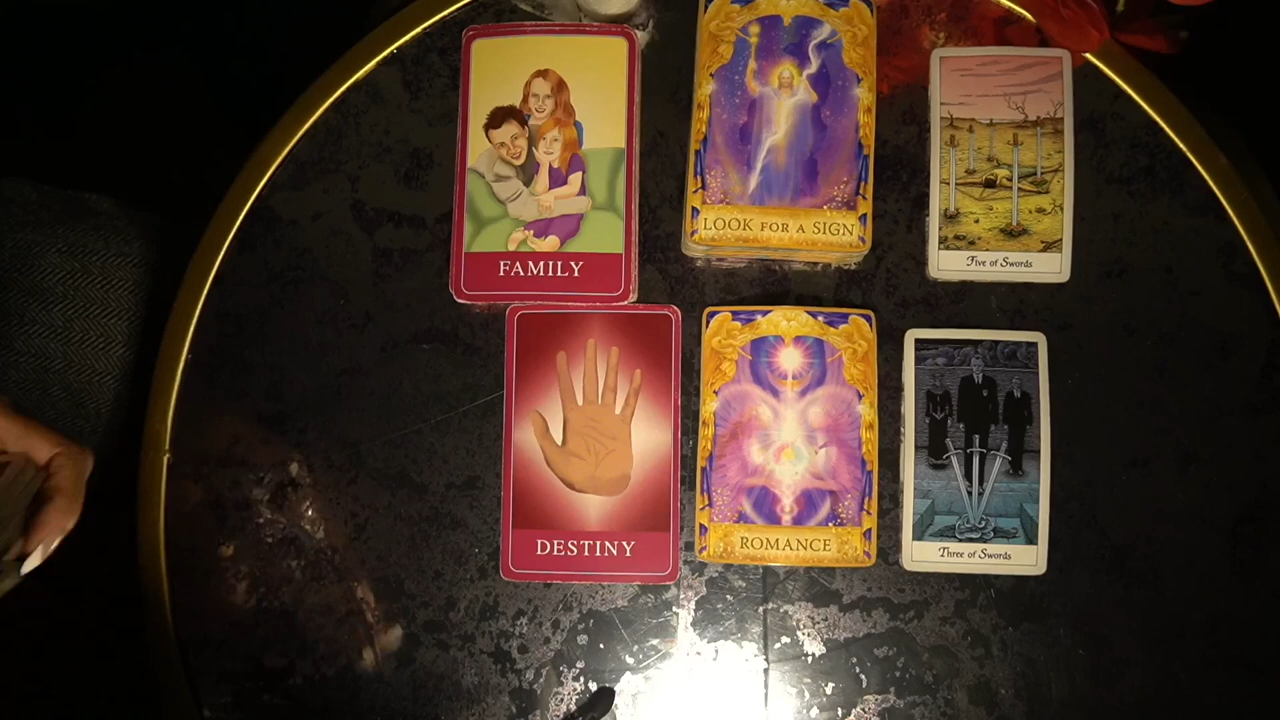 FAMILY
LOOK FOR A SIGN
Five of Swords
DESTINY
ROMANCE
Three of Swords